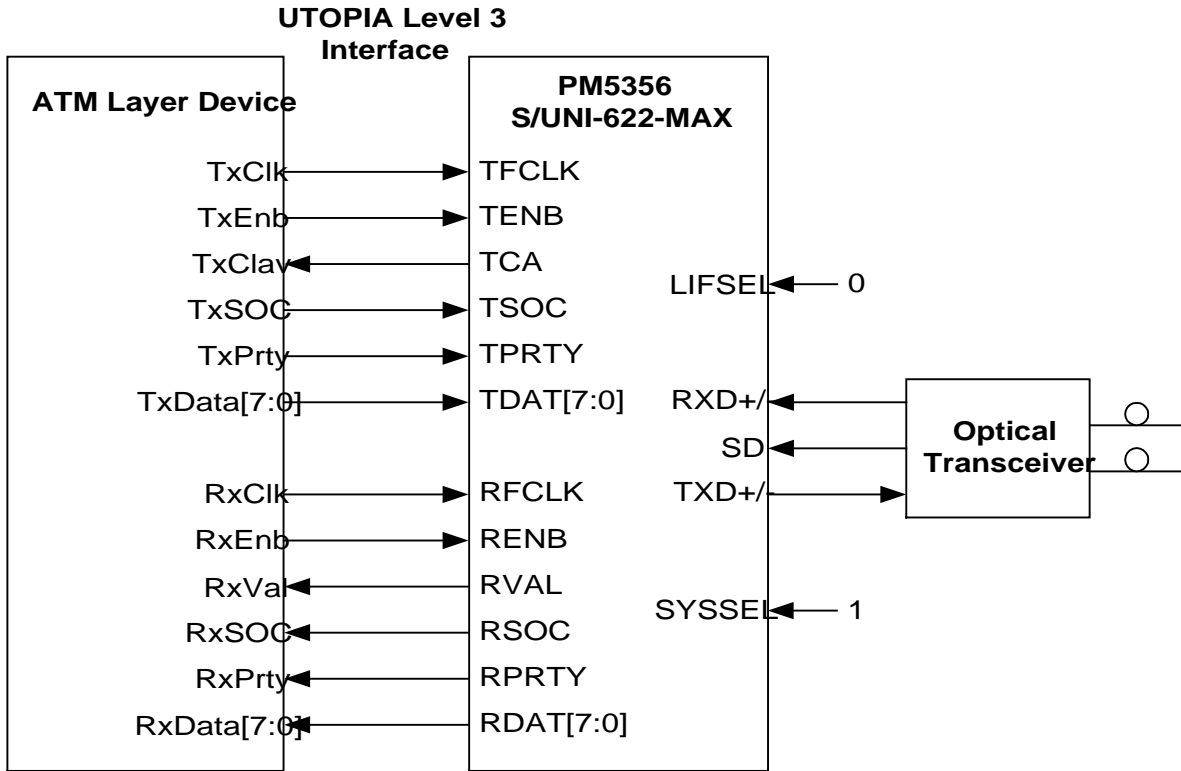 UTOPIA Level 3
Interface
ATM Layer Device
PM5356
S/UNI-622-MAX
TxClk
TFCLK
TxEnb
TENB
TxClav
TCA
TxSOC
TSOC
TxPrty
TPRTY
TxData[7:0]
TDAT[7:0]
RxClk
RFCLK
RxEnb
RENB
RxVal
RVAL
RxSOC
RSOC
RxPrty
RPRTY
RxData[7:0]
RDAT[7:0]
LIFSEL
0
RXD+/
SD
TXD+/-
SYSSEL
1
Optical
Transceiver